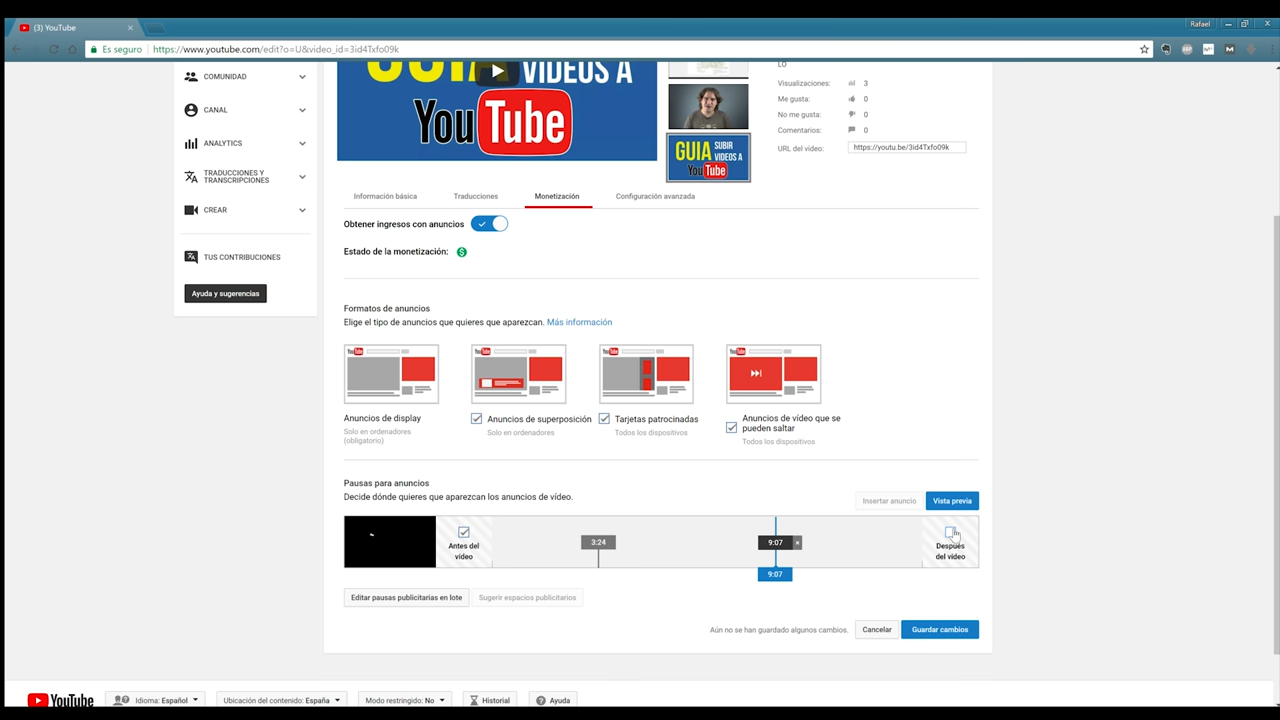 (3) YouTube
Rafael
Es seguro
https://www.youtube.com/edit?o=U&video_id=3id4Txfo09k
COMUNIDAD
CANAL
ANALYTICS
TRADUCCIONES Y
TRANSCRIPCIONES
CREAR
TUS CONTRIBUCIONES
Ayuda y sugerencias
GUIA VIDEOS A
YouTube
GUIA SUBIR
VIDEOS A
YouTube
LO
Visualizaciones: 3
Me gusta: 0
No me gusta: 0
Comentarios: 0
URL del vídeo: https://youtu.be/3id4Txfo09k
Información básica
Traducciones
Monetización
Configuración avanzada
Obtener ingresos con anuncios
Estado de la monetización:
Formatos de anuncios
Elige el tipo de anuncios que quieres que aparezcan. Más información
Anuncios de display
Solo en ordenadores
(obligatorio)
Anuncios de superposición
Solo en ordenadores
Tarjetas patrocinadas
Todos los dispositivos
Anuncios de vídeo que se
pueden saltar
Todos los dispositivos
Pausas para anuncios
Decide dónde quieres que aparezcan los anuncios de vídeo.
Insertar anuncio
Vista previa
Antes del
vídeo
3:24
9:07
9:07
Después
del vídeo
Editar pausas publicitarias en lote
Sugerir espacios publicitarios
Aún no se han guardado algunos cambios.
Cancelar
Guardar cambios
YouTube
Idioma: Español
Ubicación del contenido: España
Modo restringido: No
Historial
Ayuda